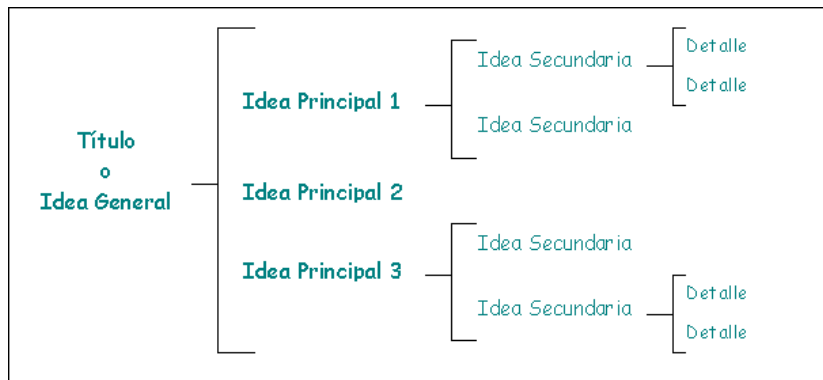 Título
o
Idea General
Idea Principal 1
Idea Secundaria
Detalle
Detalle
Idea Secundaria
Idea Principal 2
Idea Principal 3
Idea Secundaria
Idea Secundaria
Detalle
Detalle